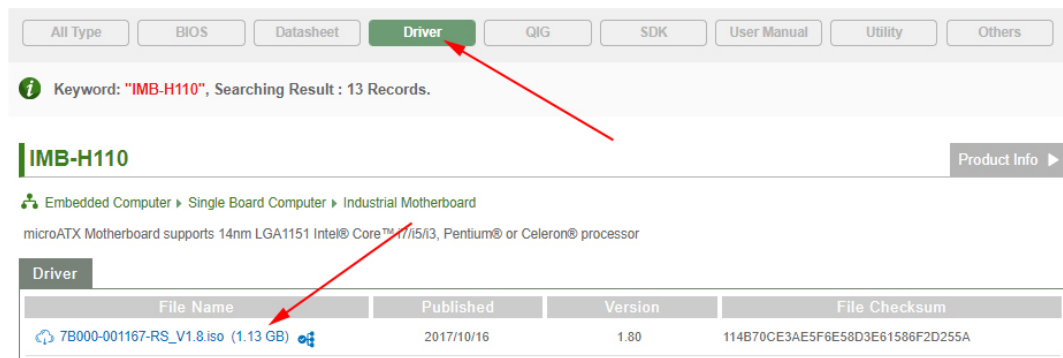 All Type BIOS Datasheet Driver QIG SDK User Manual Utility Others
Keyword: "IMB-H110", Searching Result : 13 Records.
IMB-H110
Product Info
Embedded Computer Single Board Computer Industrial Motherboard
microATX Motherboard supports 14nm LGA1151 Intel® Core™ i7/i5/i3, Pentium® or Celeron® processor
Driver
File Name Published Version File Checksum
7B000-001167-RS_V1.8.iso (1.13 GB) 2017/10/16 1.80 114B70CE3AE5F6E58D3E61586F2D255A